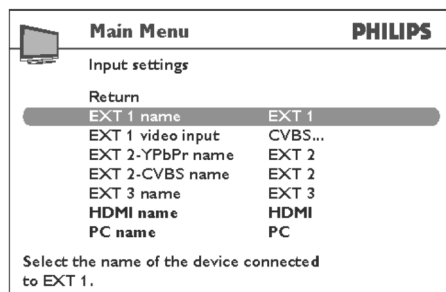 Main Menu PHILIPS
Input settings
Return
EXT 1 name EXT 1
EXT 1 video input CVBS...
EXT 2-YPbPr name EXT 2
EXT 2-CVBS name EXT 2
EXT 3 name EXT 3
HDMI name HDMI
PC name PC
Select the name of the device connected
to EXT 1.